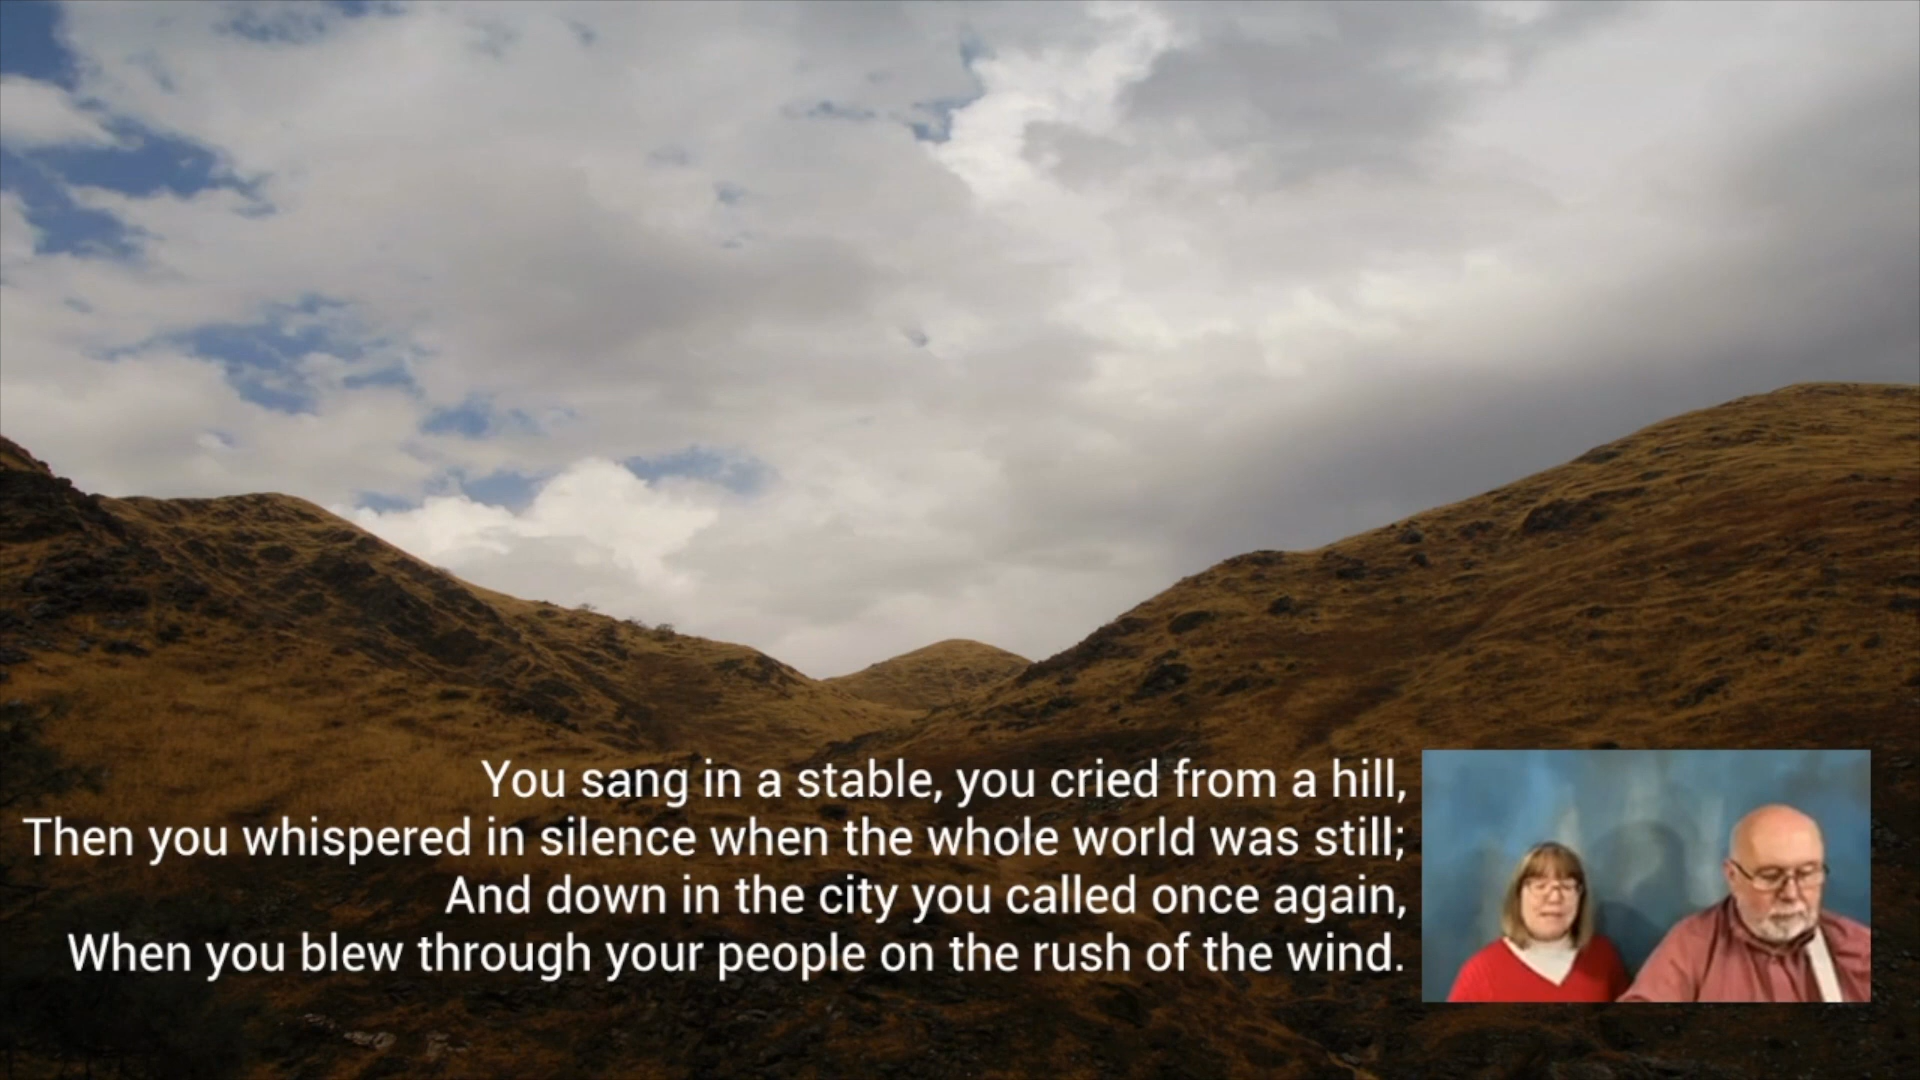 You sang in a stable, you cried from a hill,
Then you whispered in silence when the whole world was still;
And down in the city you called once again,
When you blew through your people on the rush of the wind.